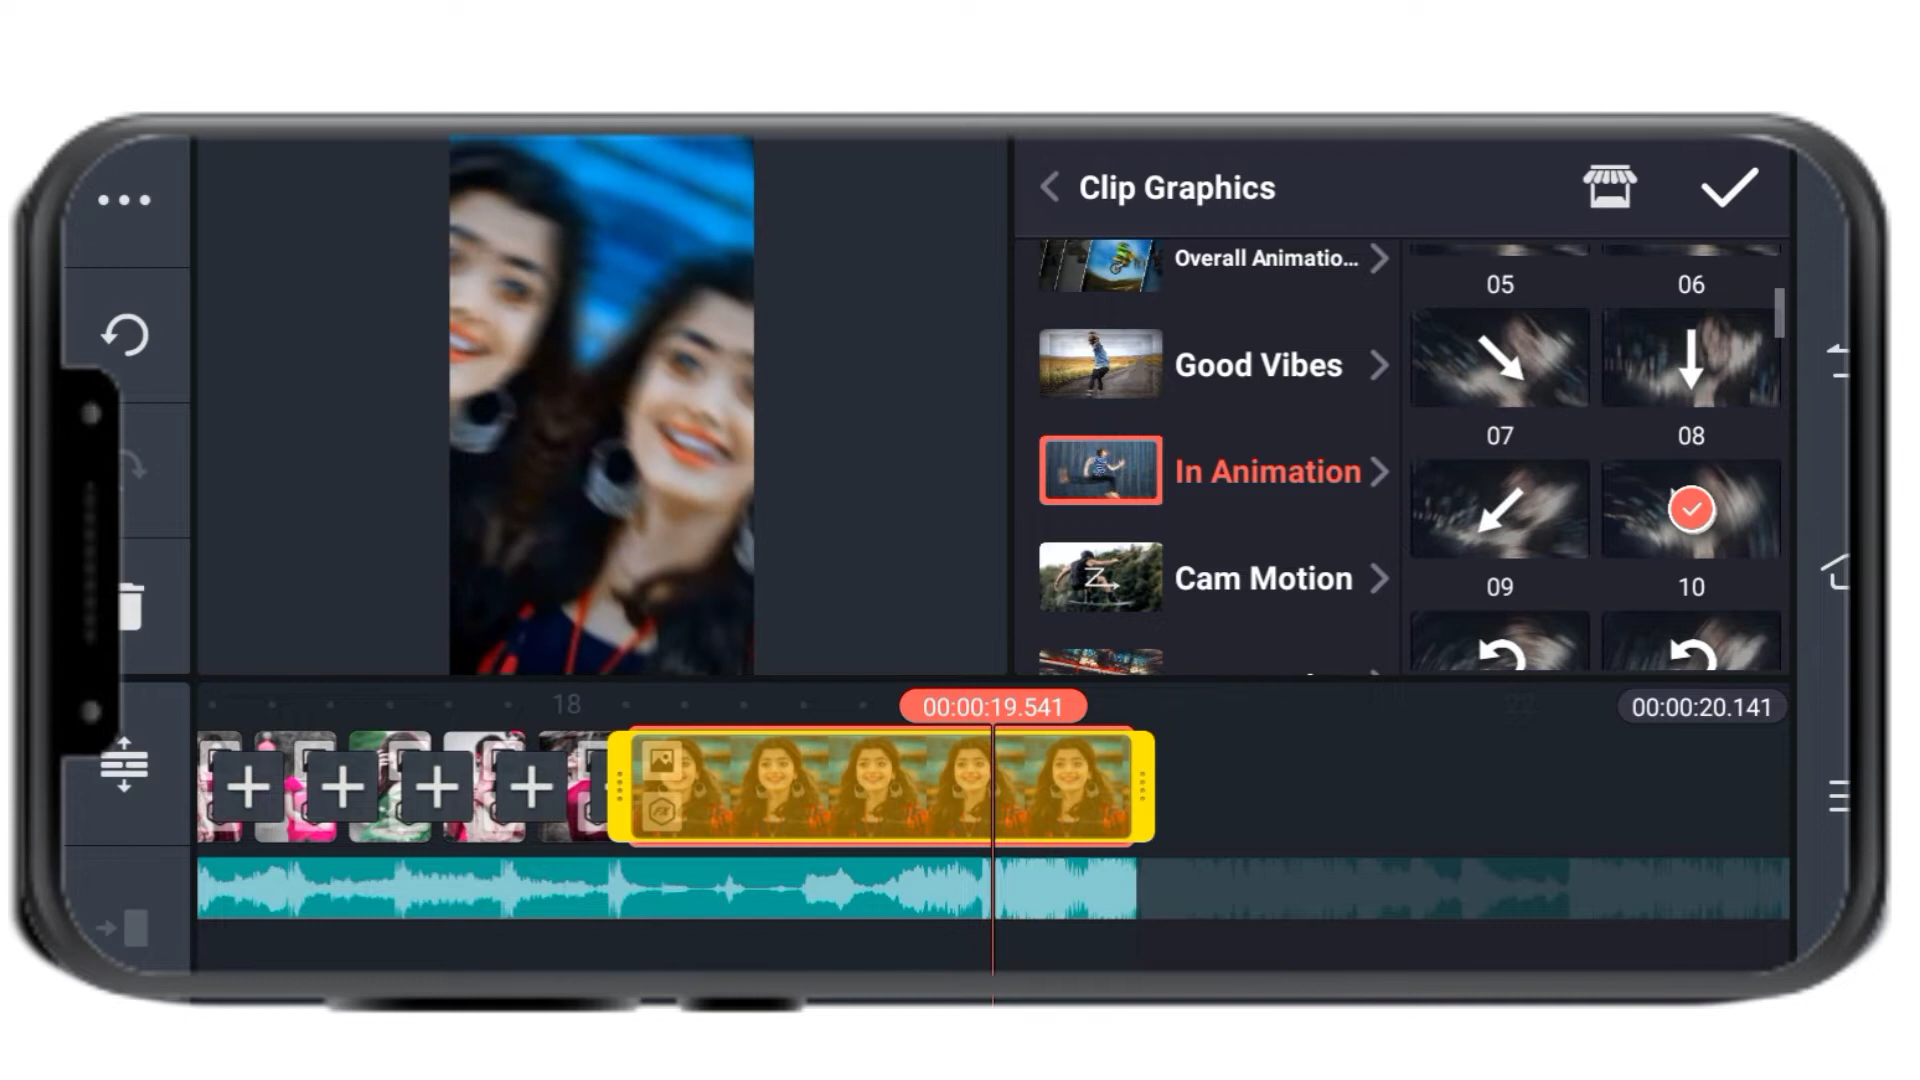 Clip Graphics
Overall Animatio...
Good Vibes
In Animation
Cam Motion
05
06
07
08
09
10
18
00:00:19.541
00:00:20.141
FX